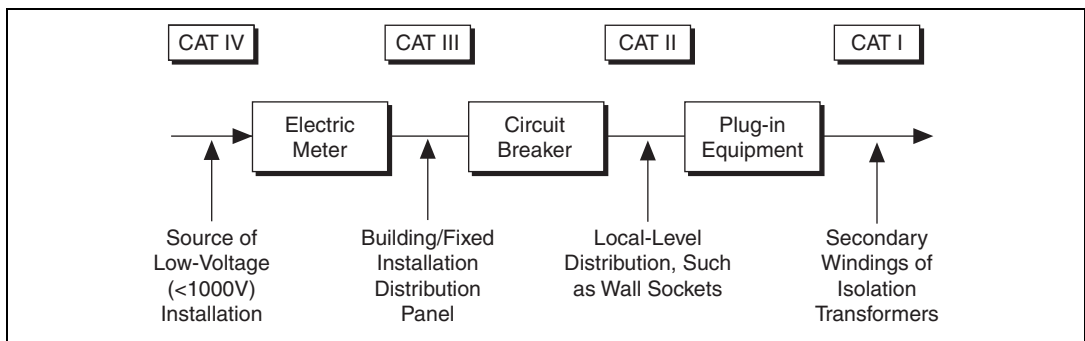 CAT IV
CAT III
CAT II
CAT I
Electric
Meter
Circuit
Breaker
Plug-in
Equipment
Source of
Low-Voltage
(<1000V)
Installation
Building/Fixed
Installation
Distribution
Panel
Local-Level
Distribution, Such
as Wall Sockets
Secondary
Windings of
Isolation
Transformers